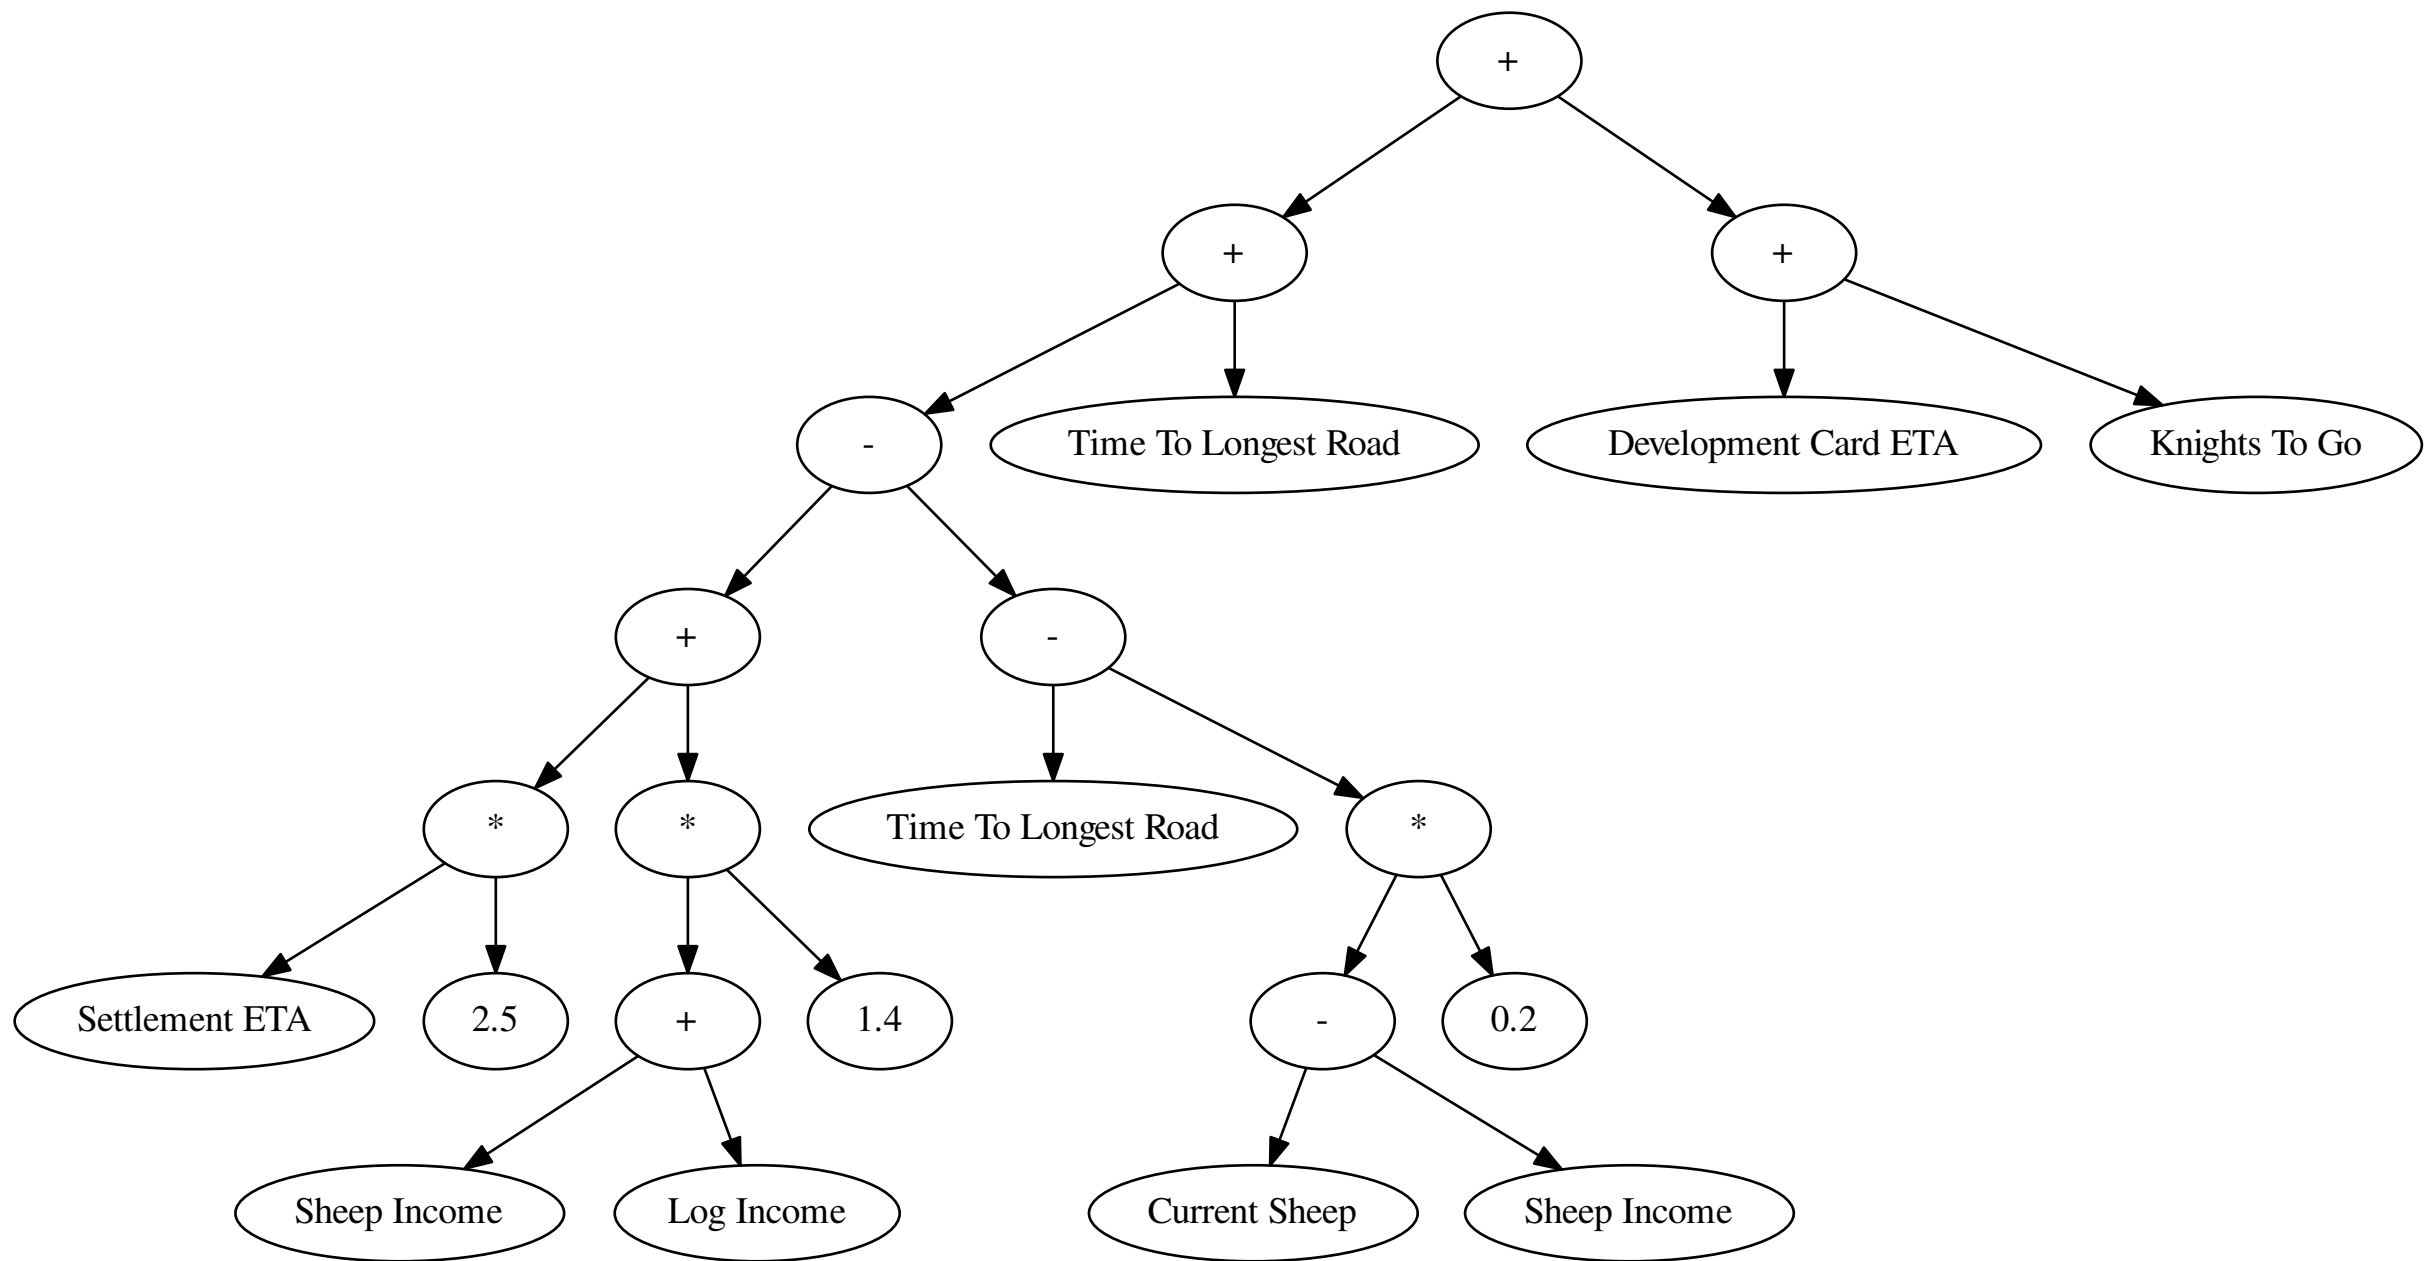 +
+
+
-
Time To Longest Road
Development Card ETA
Knights To Go
+
-
*
*
Time To Longest Road
*
Settlement ETA
2.5
+
1.4
-
0.2
Sheep Income
Log Income
Current Sheep
Sheep Income